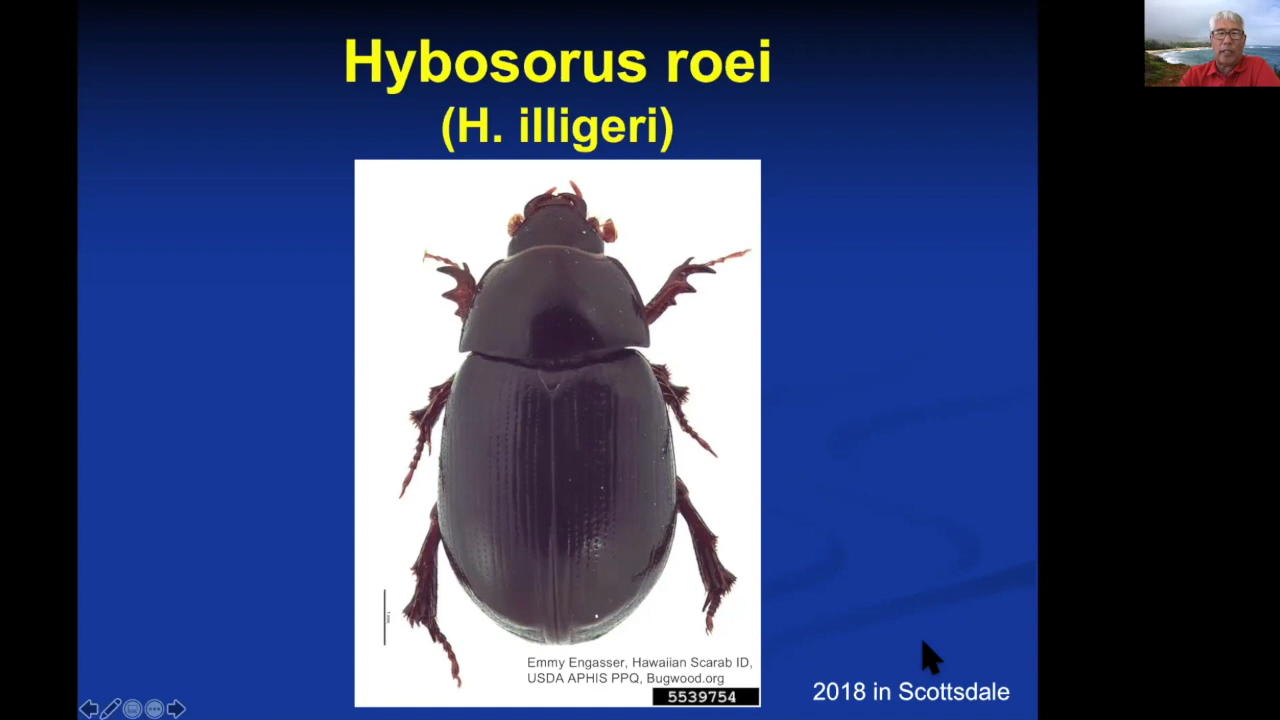 Hybosorus roei
(H. illigeri)
Emmy Engasser, Hawaiian Scarab ID,
USDA APHIS PPQ, Bugwood.org
5539754
2018 in Scottsdale